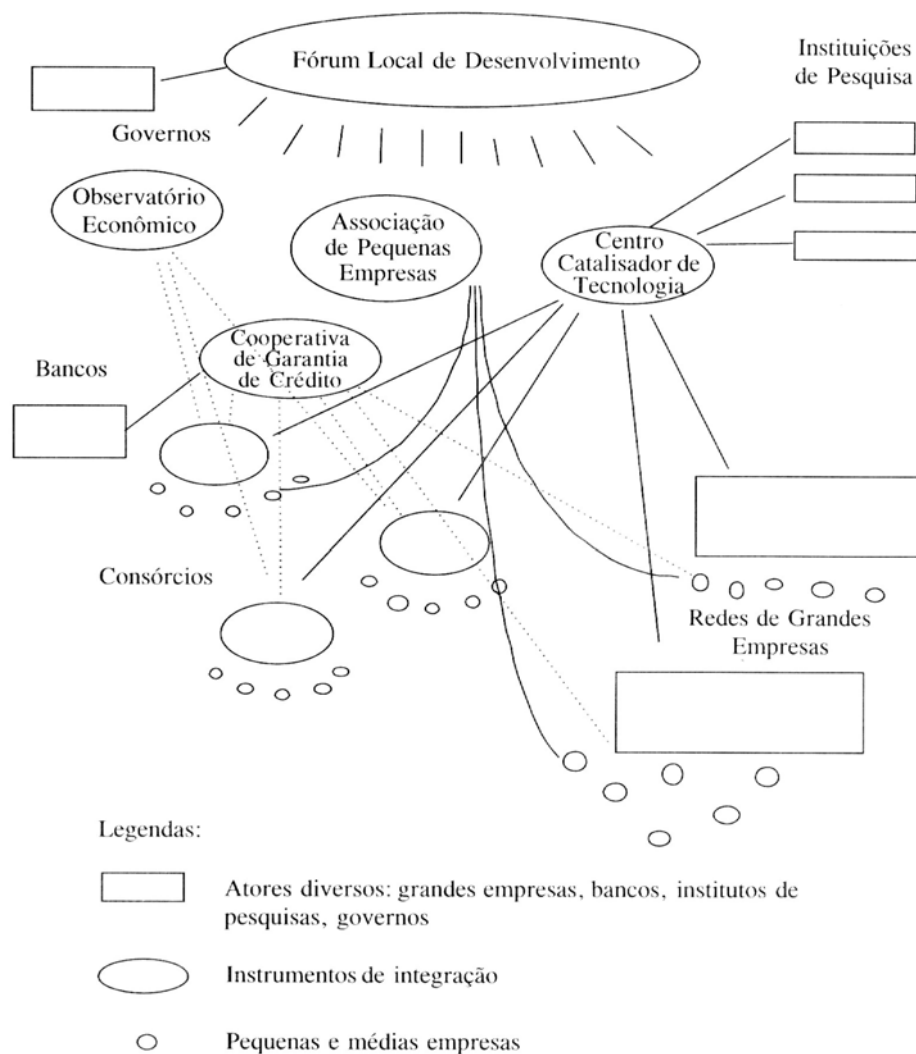 Fórum Local de Desenvolvimento
Instituições
de Pesquisa
Governos
Observatório
Econômico
Associação
de Pequenas
Empresas
Centro
Catalisador de
Tecnologia
Cooperativa
de Garantia
de Crédito
Bancos
Consórcios
Redes de Grandes
Empresas
Legendas:
Atores diversos: grandes empresas, bancos, institutos de
pesquisas, governos
Instrumentos de integração
Pequenas e médias empresas